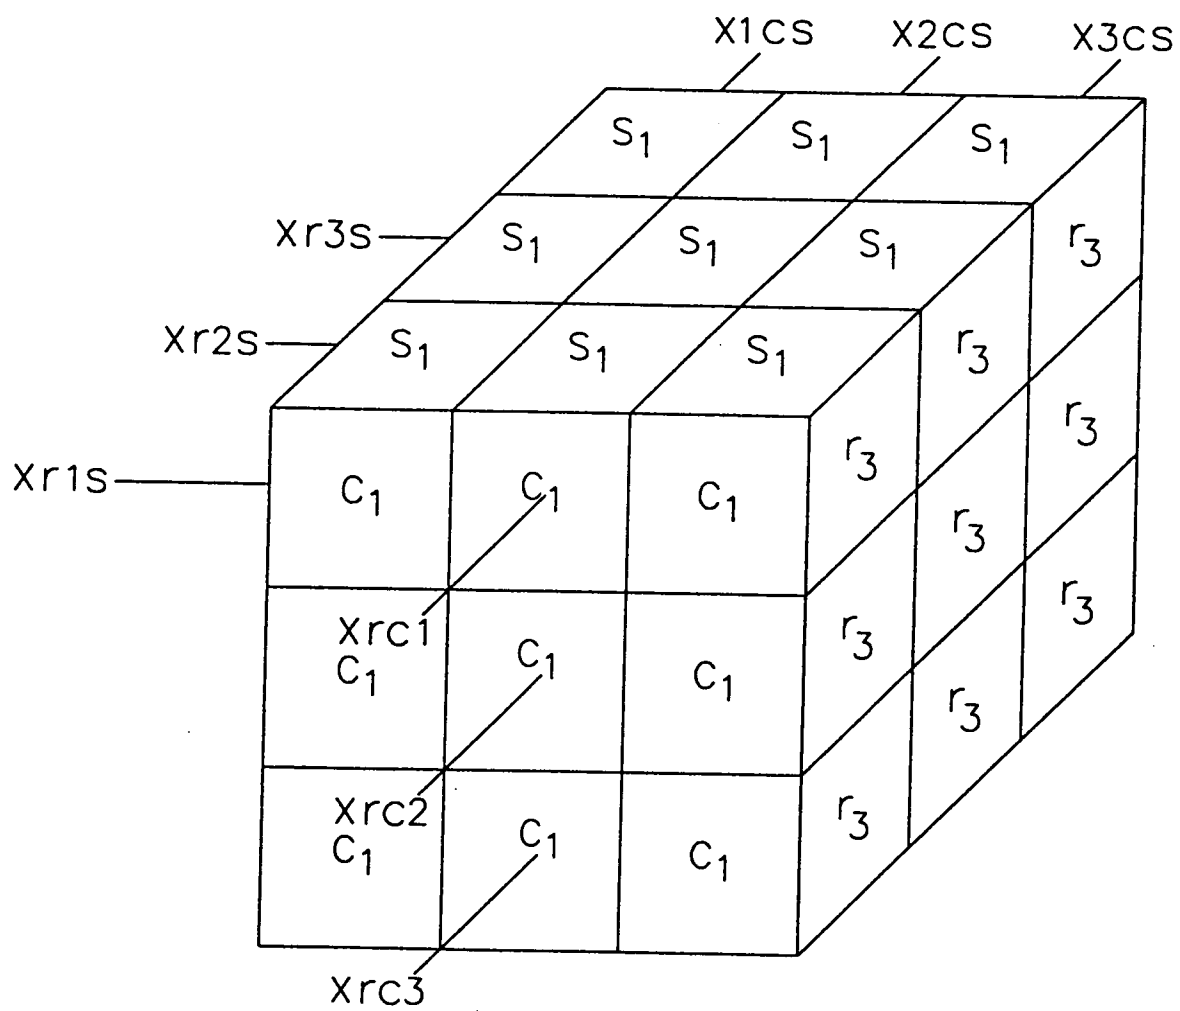 X1CS X2CS X3CS
S1 S1 S1
Xr3S S1 S1 S1 r3
Xr2S S1 S1 S1 r3
Xr1S C1 C1 C1 r3 r3 r3
Xrc1
C1 C1 C1 r3 r3 r3
Xrc2
C1 C1 C1 r3
Xrc3